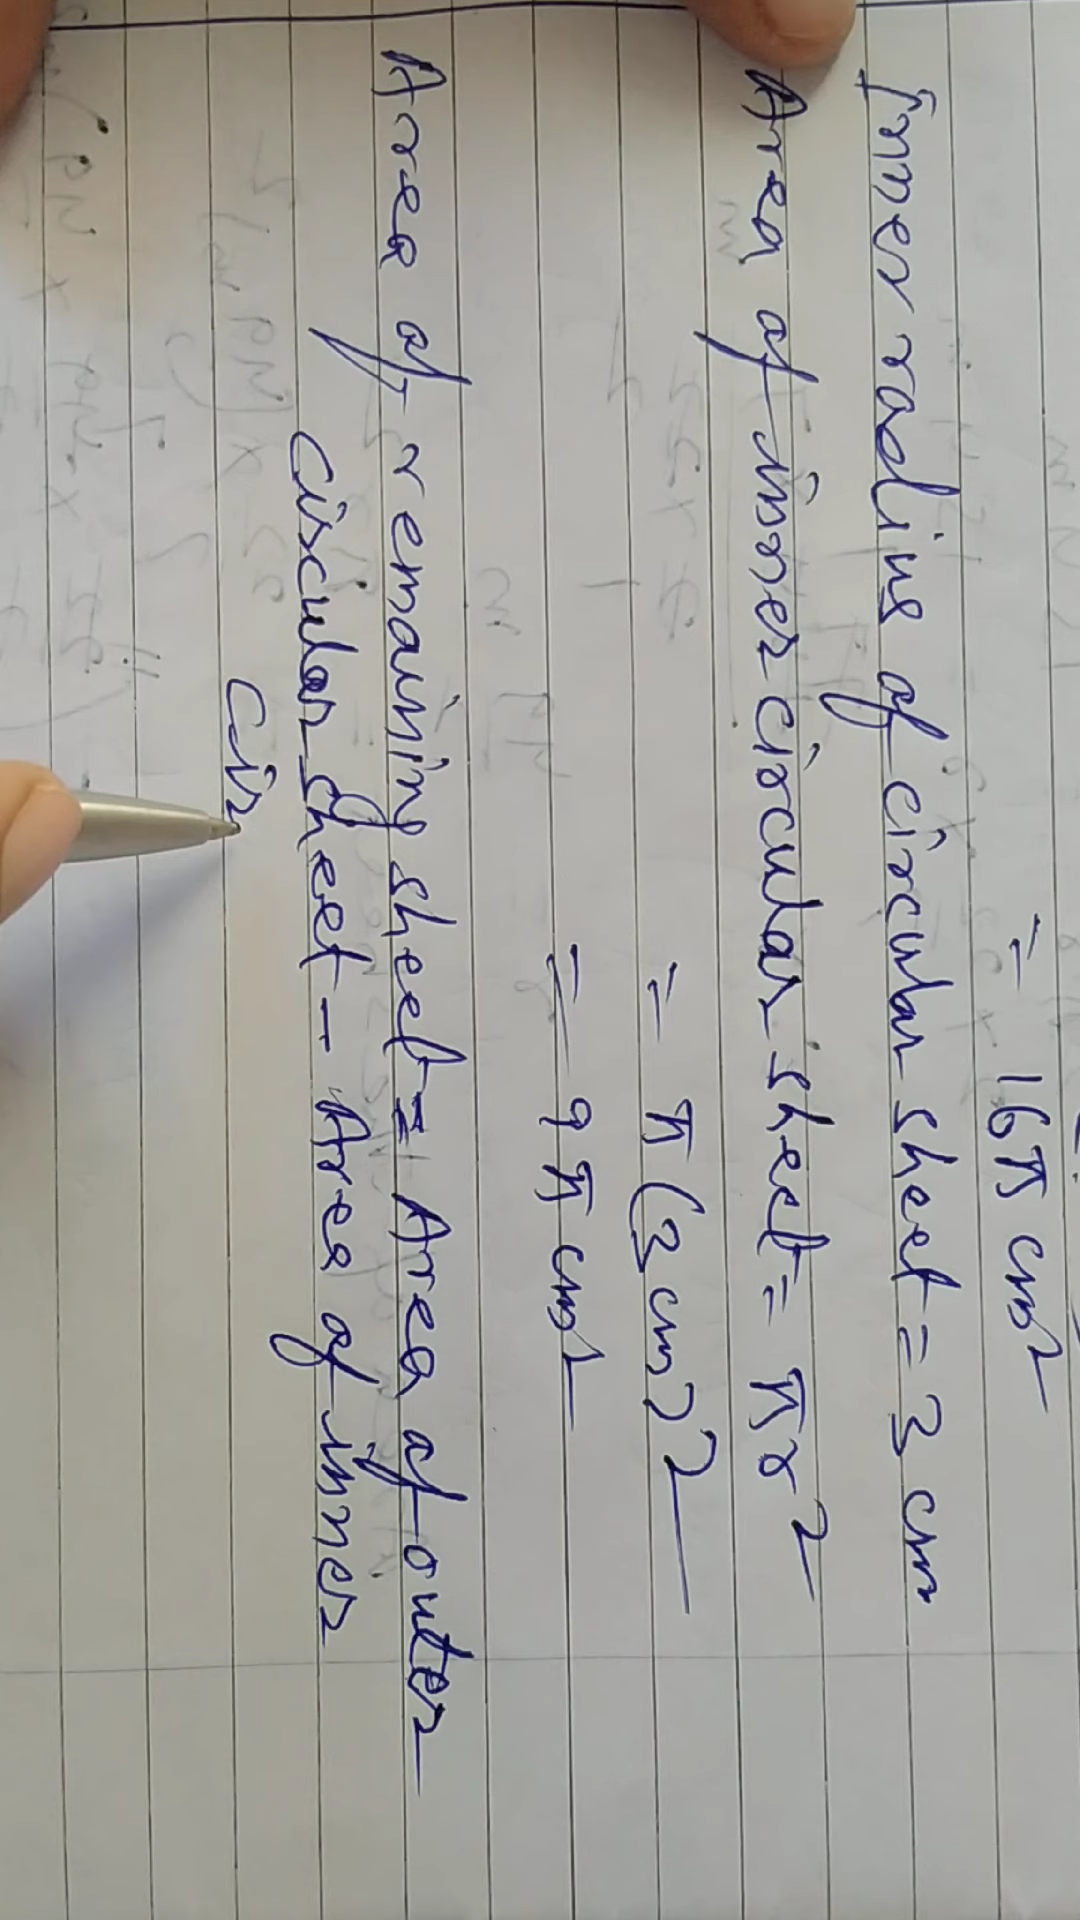 = 16π cm²
Inner radius of circular sheet = 3 cm
Area of inner circular sheet = πr²
= π(3 cm)²
= 9π cm²
Area of remaining sheet = Area of outer
circular sheet - Area of inner
cir